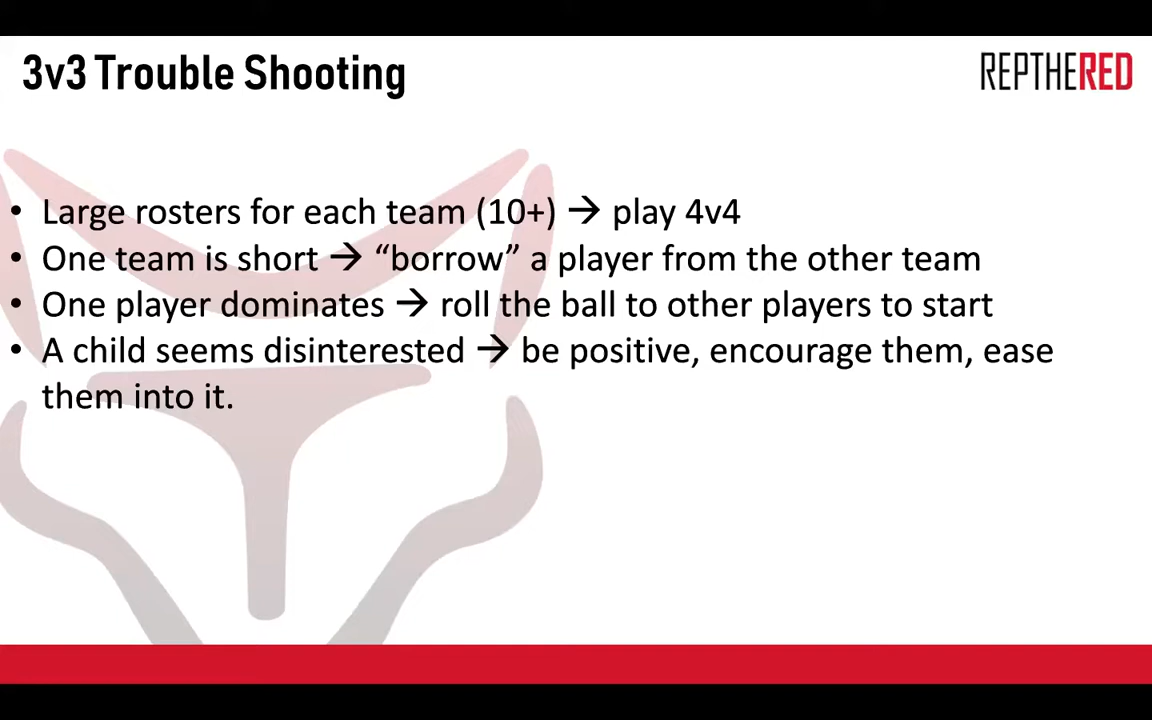 3v3 Trouble Shooting
REPTHERED
• Large rosters for each team (10+) → play 4v4
• One team is short → “borrow” a player from the other team
• One player dominates → roll the ball to other players to start
• A child seems disinterested → be positive, encourage them, ease
them into it.